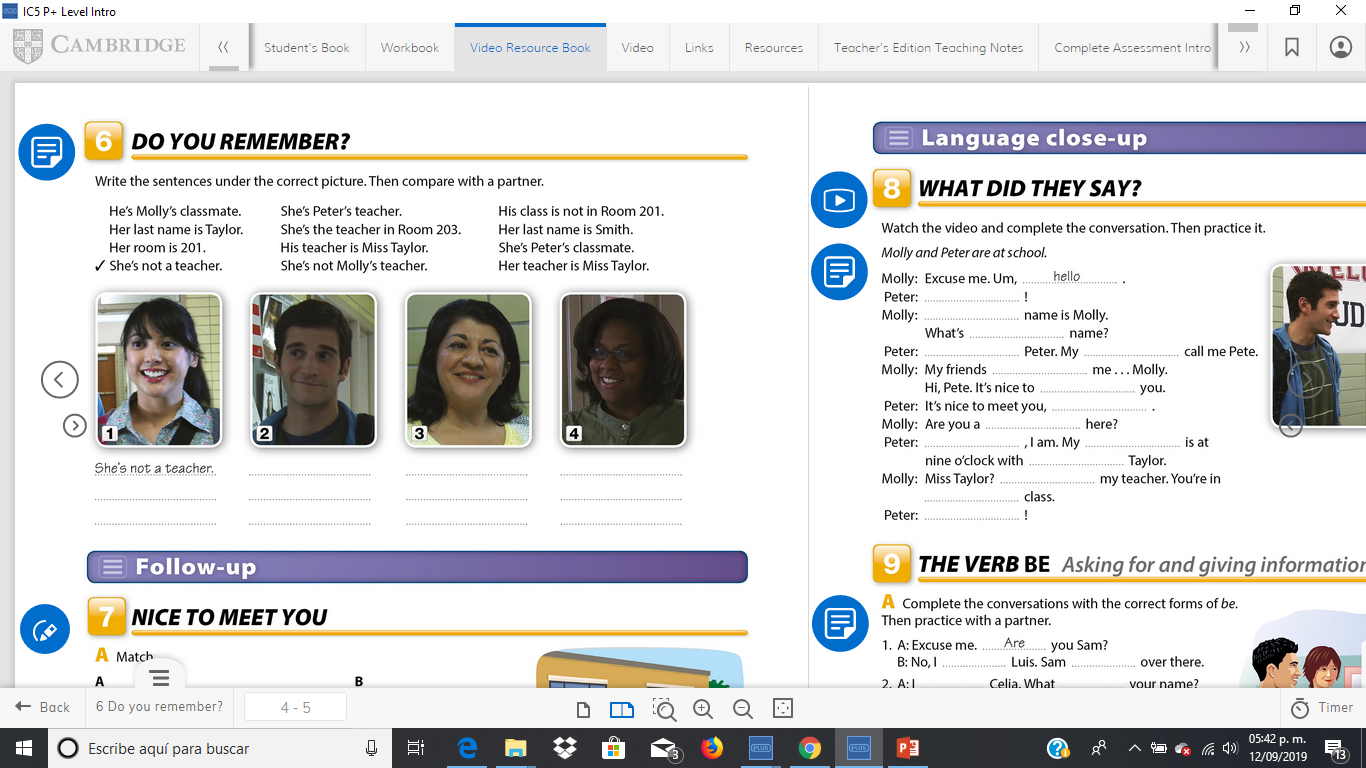 IC5 P+ Level Intro
CAMBRIDGE
Student's Book
Workbook
Video Resource Book
Video
Links
Resources
Teacher's Edition Teaching Notes
Complete Assessment Intro
6 DO YOU REMEMBER?
Write the sentences under the correct picture. Then compare with a partner.
He's Molly's classmate. She's Peter's teacher. His class is not in Room 201.
Her last name is Taylor. She's the teacher in Room 203. Her last name is Smith.
Her room is 201. His teacher is Miss Taylor. She's Peter's classmate.
✓ She's not a teacher. She's not Molly's teacher. Her teacher is Miss Taylor.
1 2 3 4
She's not a teacher.
Follow-up
7 NICE TO MEET YOU
A Match
A B
Language close-up
8 WHAT DID THEY SAY?
Watch the video and complete the conversation. Then practice it.
Molly and Peter are at school.
Molly: Excuse me. Um, hello .
Peter: !
Molly: name is Molly.
What's name?
Peter: Peter. My call me Pete.
Molly: My friends me . . . Molly.
Hi, Pete. It's nice to you.
Peter: It's nice to meet you, .
Molly: Are you a here?
Peter: , I am. My is at
nine o'clock with Taylor.
Molly: Miss Taylor? my teacher. You're in
class.
Peter: !
9 THE VERB BE Asking for and giving information
A Complete the conversations with the correct forms of be.
Then practice with a partner.
1. A: Excuse me. Are you Sam?
B: No, I Luis. Sam over there.
2. A: I Celia. What your name?
Back
6 Do you remember?
4 - 5
Timer
Escribe aquí para buscar
3
PLUS
PLUS
05:42 p. m.
12/09/2019
13